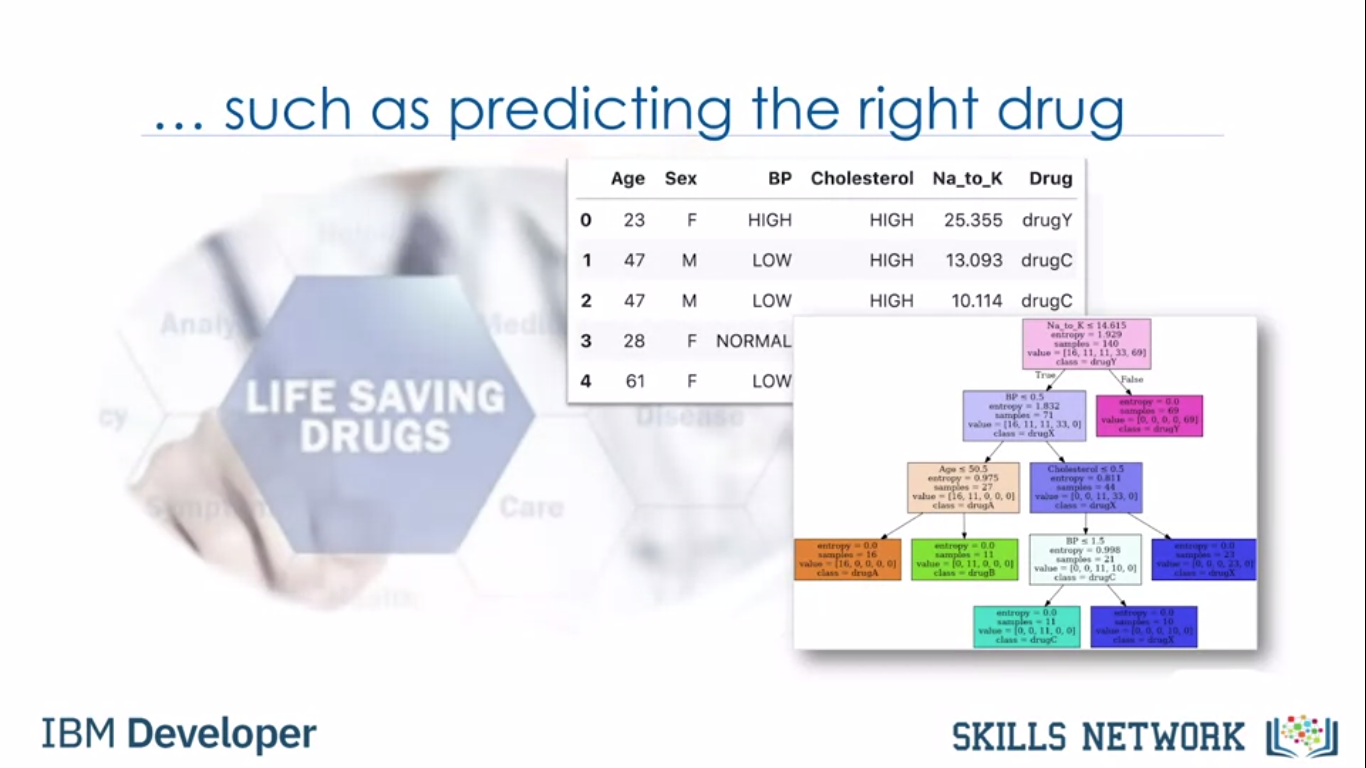 … such as predicting the right drug
Age Sex BP Cholesterol Na_to_K Drug
0 23 F HIGH HIGH 25.355 drugY
1 47 M LOW HIGH 13.093 drugC
2 47 M LOW HIGH 10.114 drugC
3 28 F NORMAL
4 61 F LOW
LIFE SAVING
DRUGS
Disease
Care
Na_to_K ≤ 14.615
entropy = 1.929
samples = 140
value = [16, 11, 11, 33, 69]
class = drugY
True
False
BP ≤ 0.5
entropy = 1.832
samples = 71
value = [16, 11, 11, 33, 0]
class = drugX
entropy = 0.0
samples = 69
value = [0, 0, 0, 0, 69]
class = drugY
Age ≤ 50.5
entropy = 0.975
samples = 27
value = [16, 11, 0, 0, 0]
class = drugA
Cholesterol ≤ 0.5
entropy = 0.811
samples = 44
value = [0, 0, 11, 33, 0]
class = drugX
entropy = 0.0
samples = 16
value = [16, 0, 0, 0, 0]
class = drugA
entropy = 0.0
samples = 11
value = [0, 11, 0, 0, 0]
class = drugB
BP ≤ 1.5
entropy = 0.998
samples = 21
value = [0, 0, 11, 10, 0]
class = drugC
entropy = 0.0
samples = 23
value = [0, 0, 0, 23, 0]
class = drugX
entropy = 0.0
samples = 11
value = [0, 0, 11, 0, 0]
class = drugC
entropy = 0.0
samples = 10
value = [0, 0, 0, 10, 0]
class = drugX
IBM Developer
SKILLS NETWORK